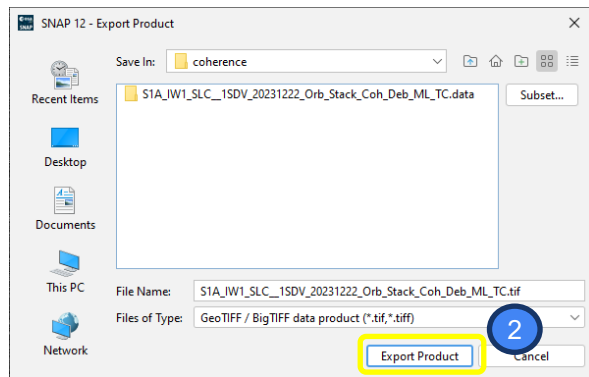 SNAP 12 - Export Product
Save In: coherence
Recent Items
Desktop
Documents
This PC
Network
S1A_IW1_SLC__1SDV_20231222_Orb_Stack_Coh_Deb_ML_TC.data
Subset...
File Name: S1A_IW1_SLC__1SDV_20231222_Orb_Stack_Coh_Deb_ML_TC.tif
Files of Type: GeoTIFF / BigTIFF data product (*.tif,*.tiff)
2
Export Product Cancel